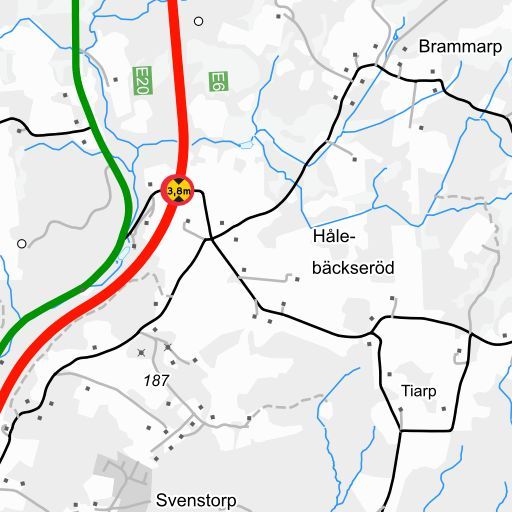 Brammarp
E20
E6
3,8m
Håle-
bäckseröd
187
Tiarp
Svenstorp